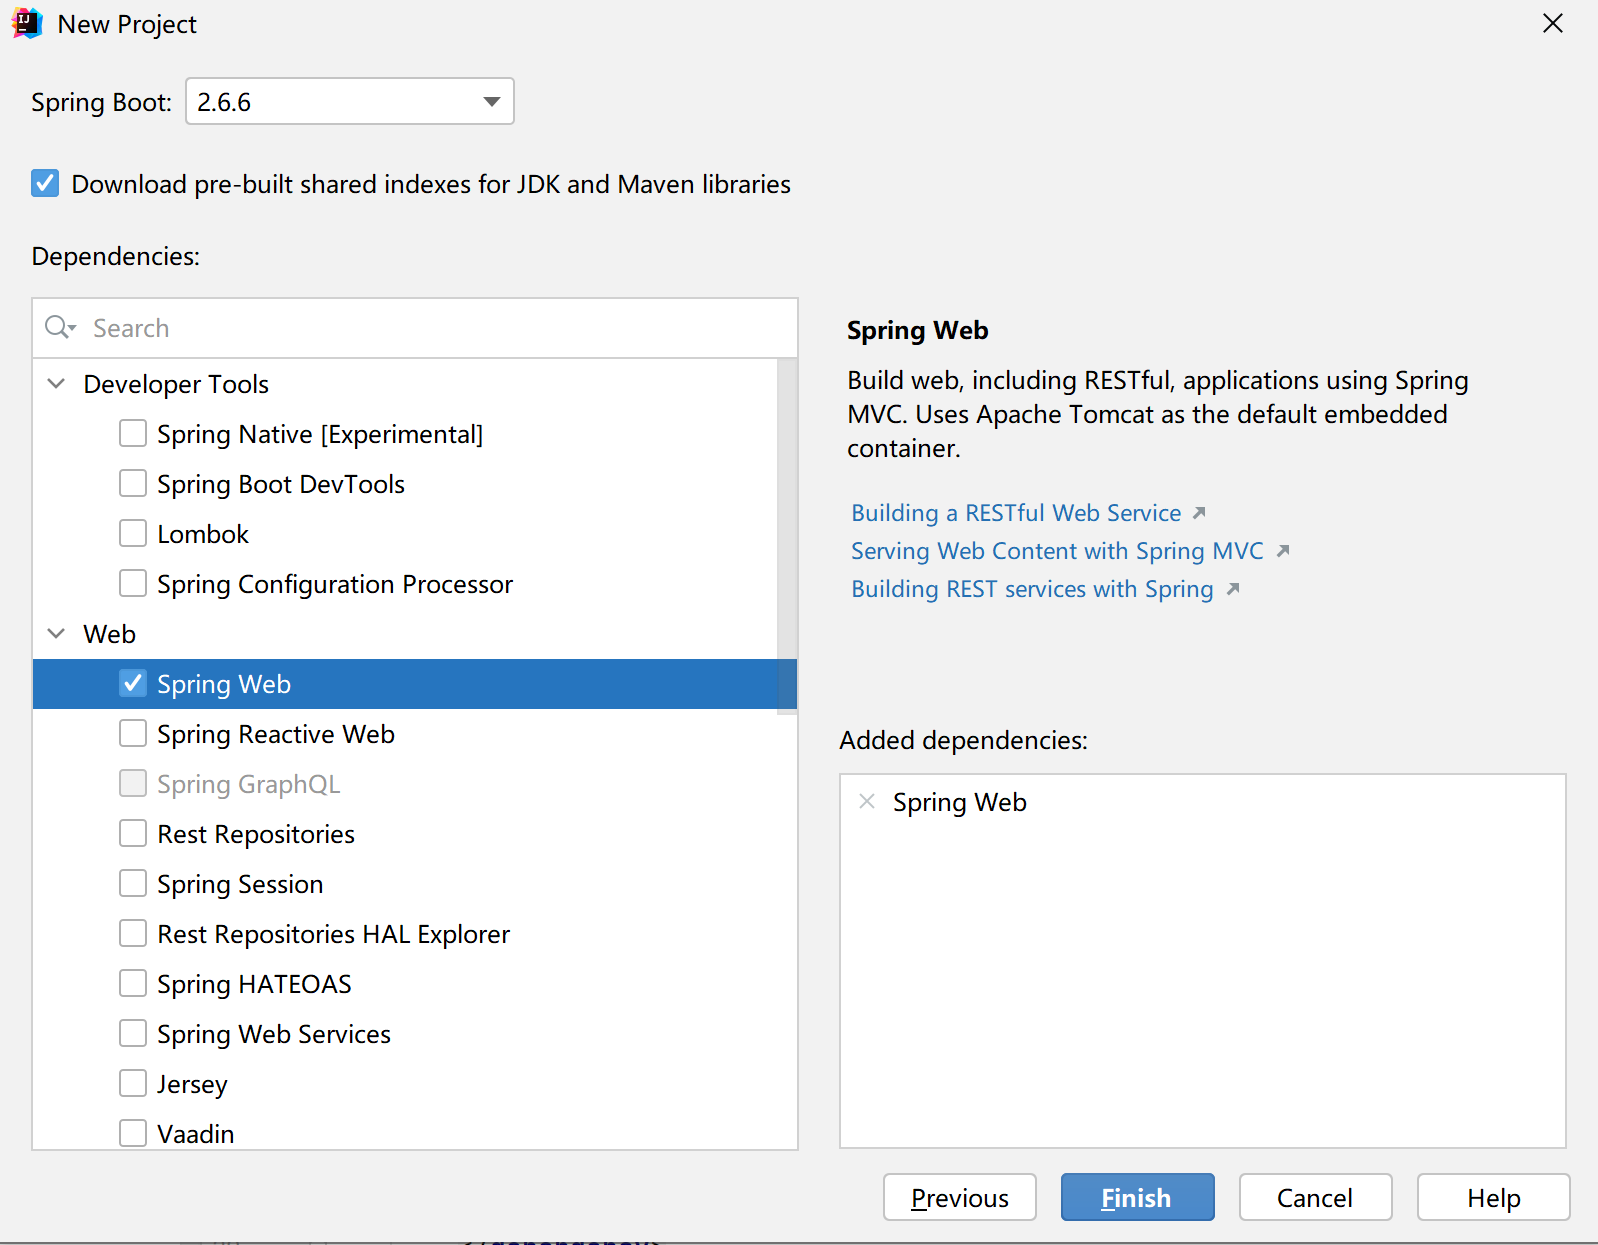 New Project
Spring Boot: 2.6.6
Download pre-built shared indexes for JDK and Maven libraries
Dependencies:
Search
Developer Tools
Spring Native [Experimental]
Spring Boot DevTools
Lombok
Spring Configuration Processor
Web
Spring Web
Spring Reactive Web
Spring GraphQL
Rest Repositories
Spring Session
Rest Repositories HAL Explorer
Spring HATEOAS
Spring Web Services
Jersey
Vaadin
Spring Web
Build web, including RESTful, applications using Spring
MVC. Uses Apache Tomcat as the default embedded
container.
Building a RESTful Web Service
Serving Web Content with Spring MVC
Building REST services with Spring
Added dependencies:
Spring Web
Previous
Finish
Cancel
Help